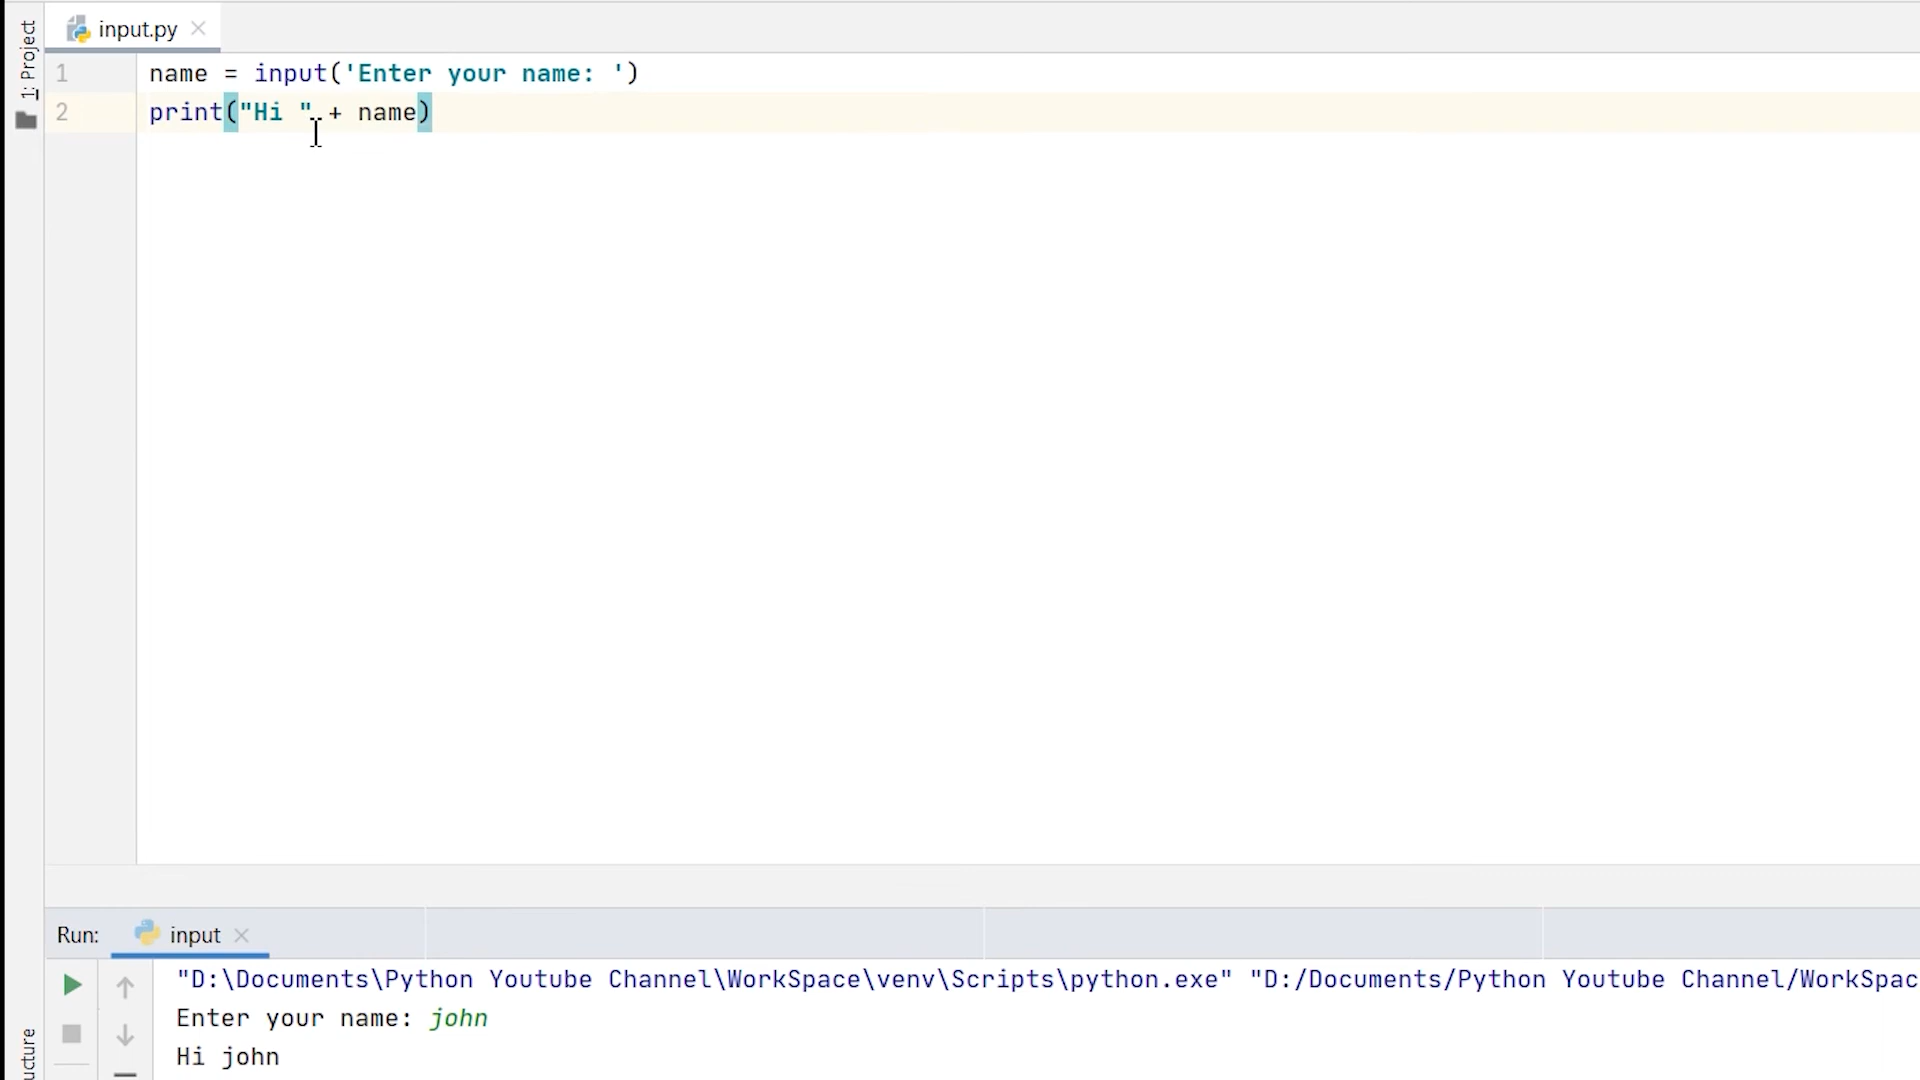 1: Project
input.py
1 name = input('Enter your name: ')
2 print("Hi " + name)
Run: input
"D:\Documents\Python Youtube Channel\WorkSpace\venv\Scripts\python.exe" "D:/Documents/Python Youtube Channel/WorkSpac
Enter your name: john
Hi john
ucture